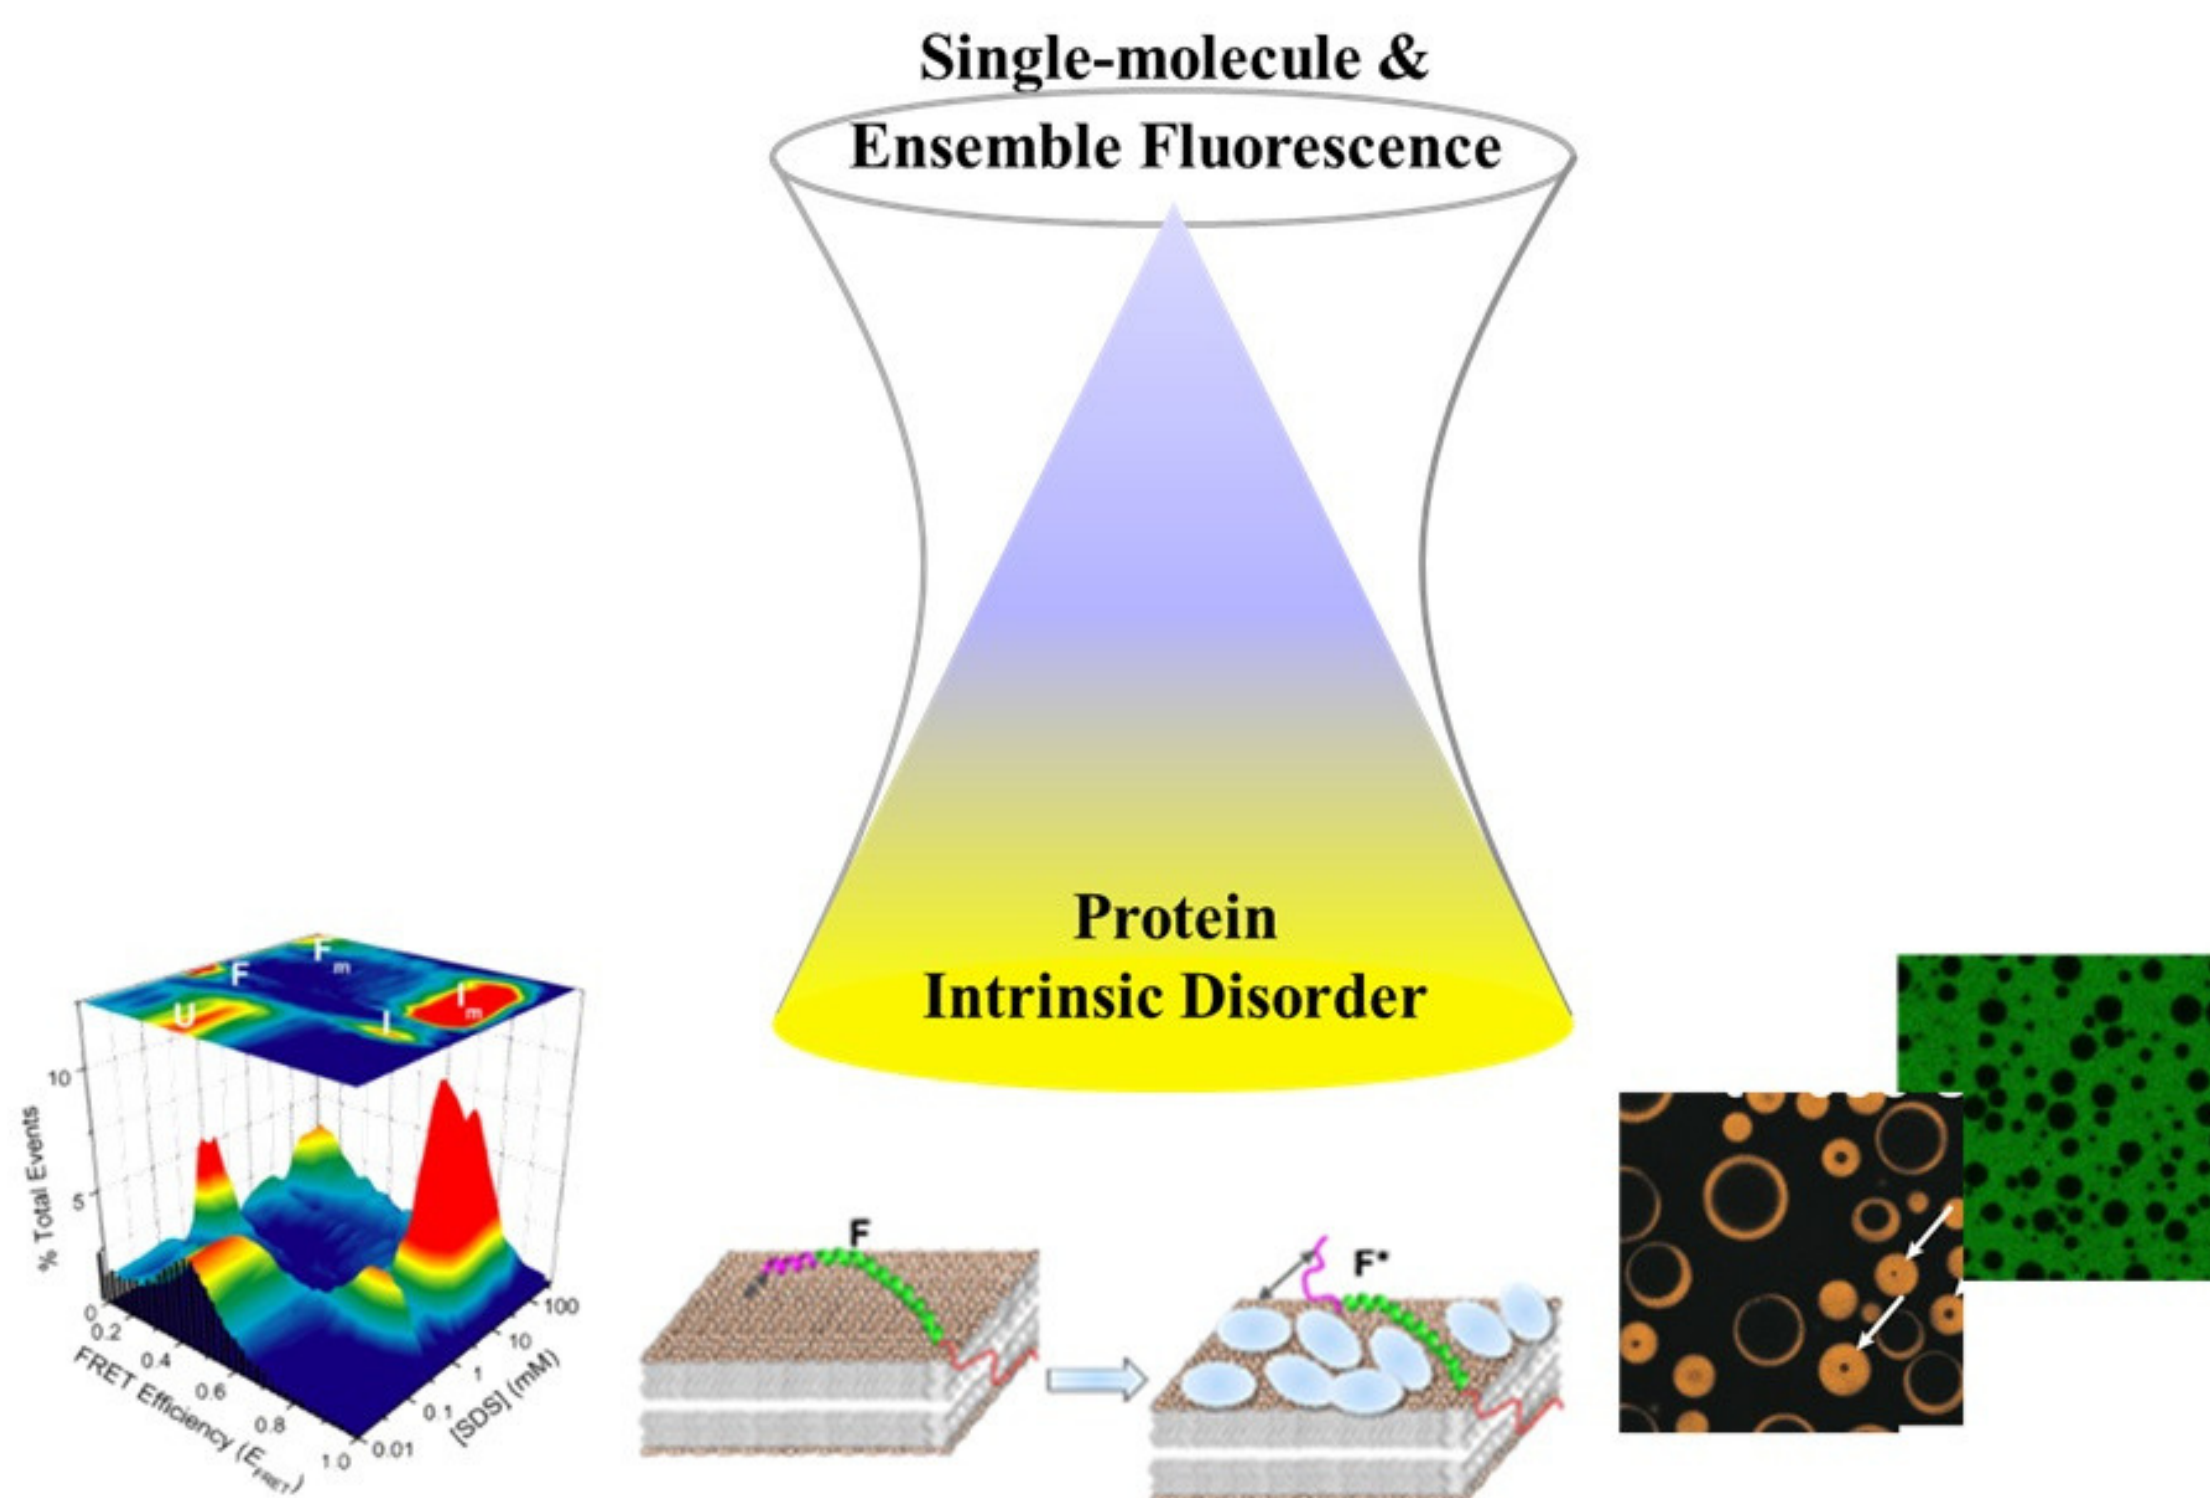 Single-molecule &
Ensemble Fluorescence
Protein
Intrinsic Disorder
Fm
F
Im
U
I
10
5
0
% Total Events
0.2
0.4
0.6
0.8
1.0
FRET Efficiency (EFRET)
100
10
1
0.1
0.01
[SDS] (mM)
F
F*